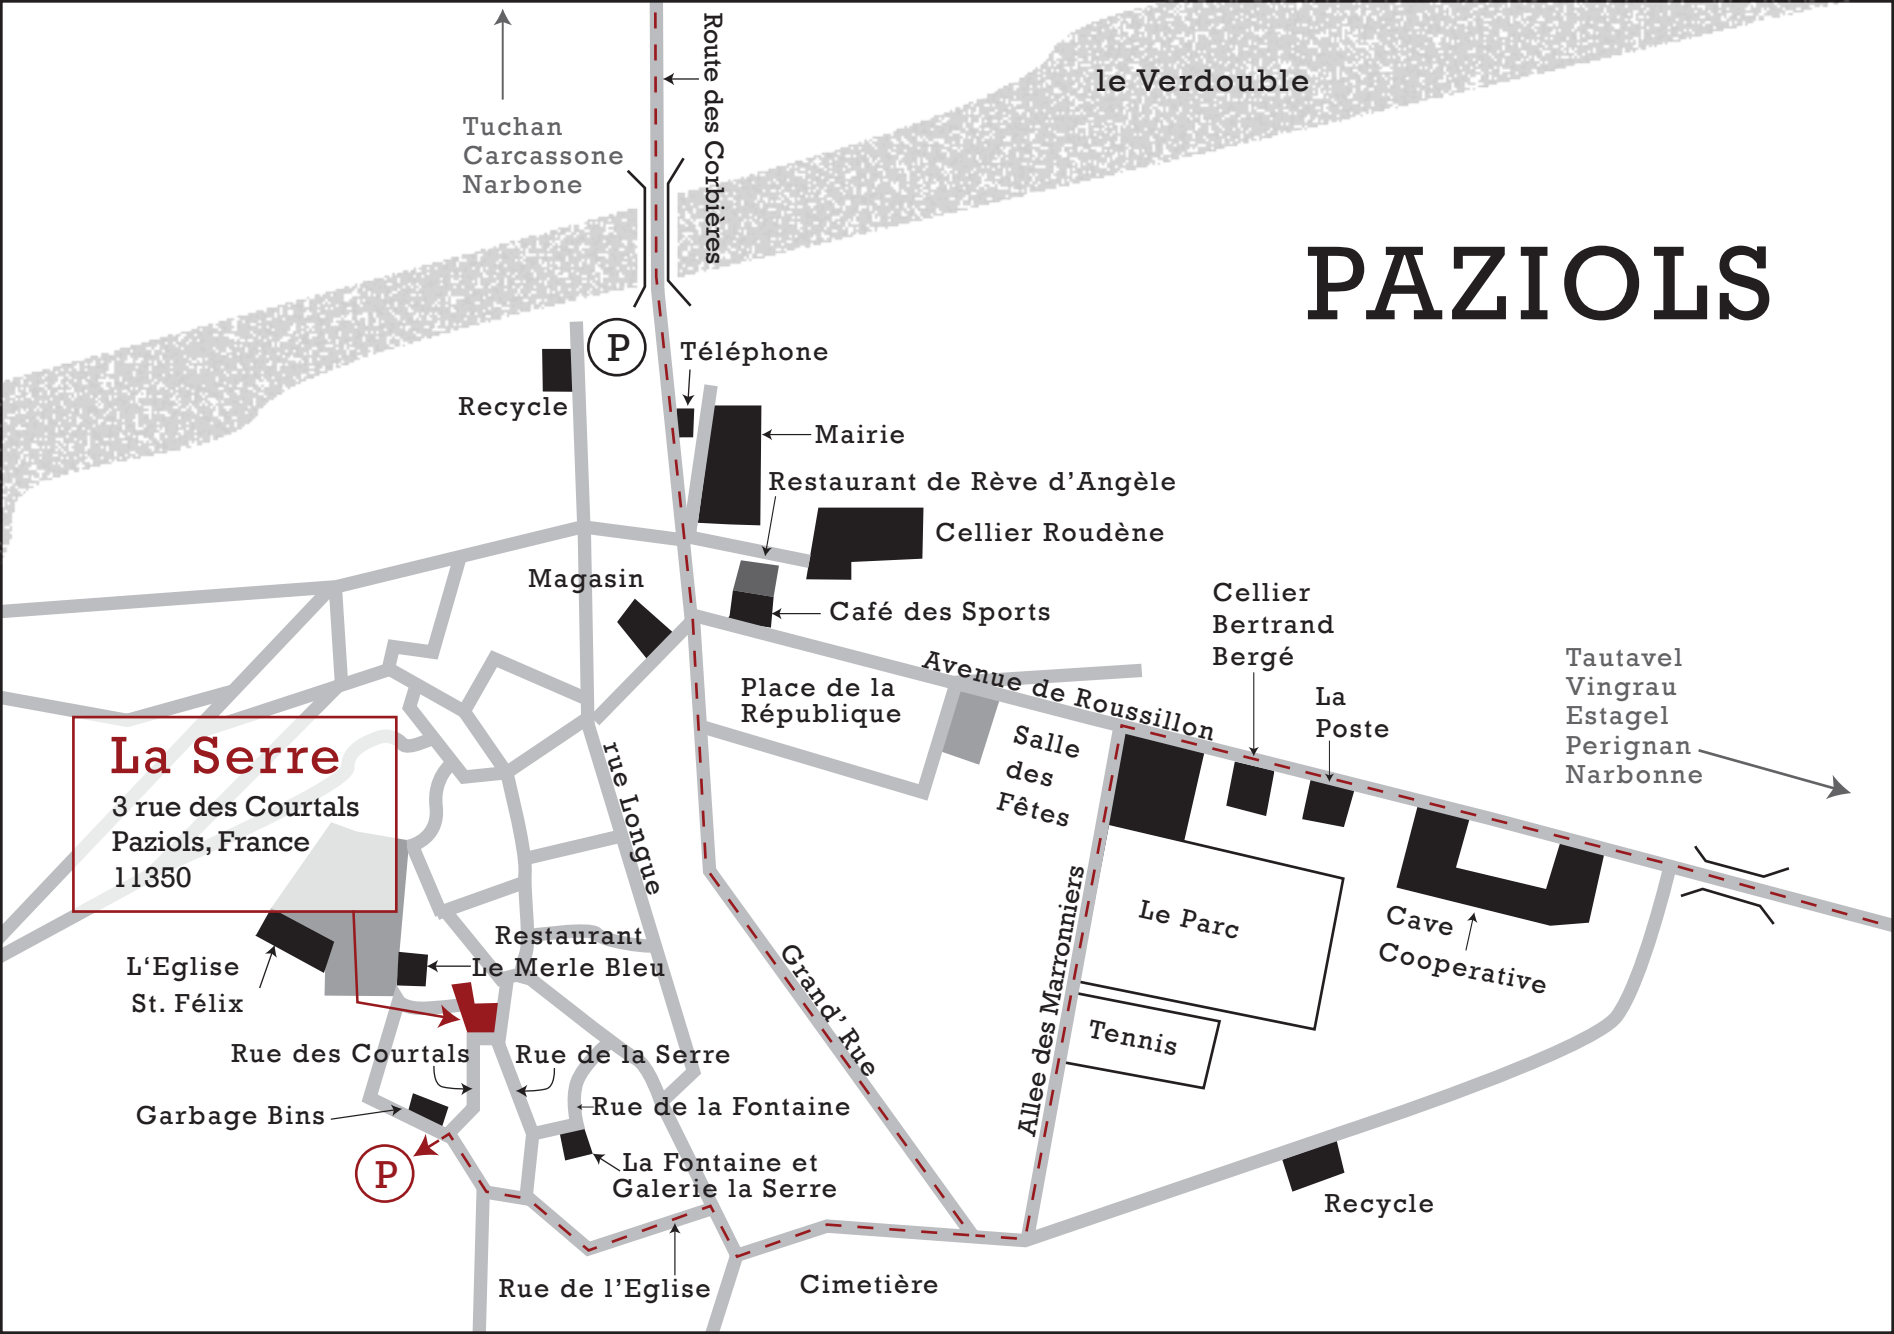 Route des Corbières
le Verdouble
Tuchan
Carcassone
Narbone
PAZIOLS
P
Téléphone
Recycle
Mairie
Restaurant de Rève d'Angèle
Cellier Roudène
Magasin
Café des Sports
Cellier
Bertrand
Bergé
Avenue de Roussillon
La
Poste
Tautavel
Vingrau
Estagel
Perignan
Narbonne
Place de la
République
Salle
des
Fêtes
La Serre
3 rue des Courtals
Paziols, France
11350
rue Longue
Le Parc
Cave
Cooperative
Restaurant
Le Merle Bleu
L'Eglise
St. Félix
Grand' Rue
Allee des Marronniers
Tennis
Rue des Courtals
Rue de la Serre
Garbage Bins
Rue de la Fontaine
P
La Fontaine et
Galerie la Serre
Recycle
Rue de l'Eglise
Cimetière